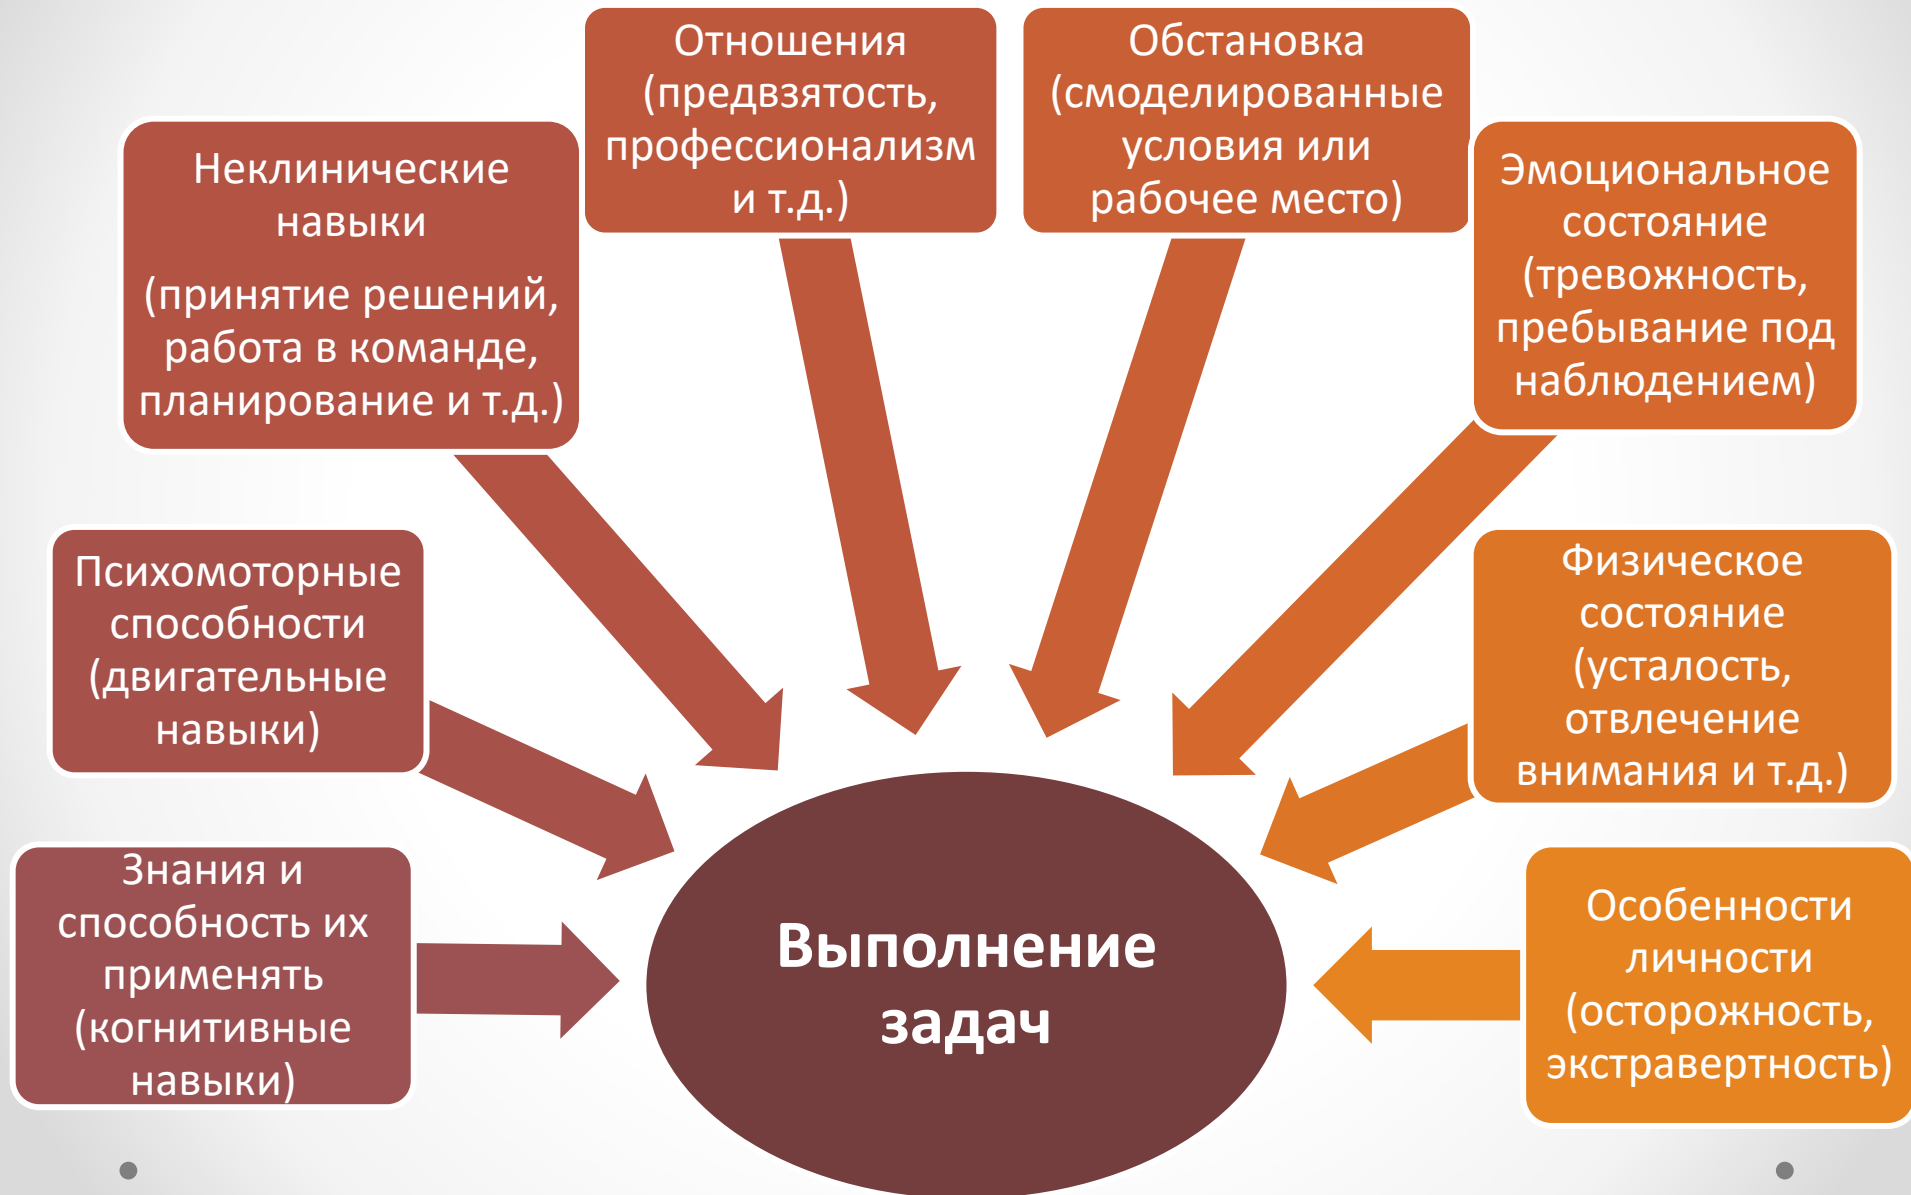 Отношения
(предвзятость,
профессионализм
и т.д.)
Обстановка
(смоделированные
условия или
рабочее место)
Неклинические
навыки
(принятие решений,
работа в команде,
планирование и т.д.)
Эмоциональное
состояние
(тревожность,
пребывание под
наблюдением)
Психомоторные
способности
(двигательные
навыки)
Физическое
состояние
(усталость,
отвлечение
внимания и т.д.)
Знания и
способность их
применять
(когнитивные
навыки)
Выполнение
задач
Особенности
личности
(осторожность,
экстравертность)